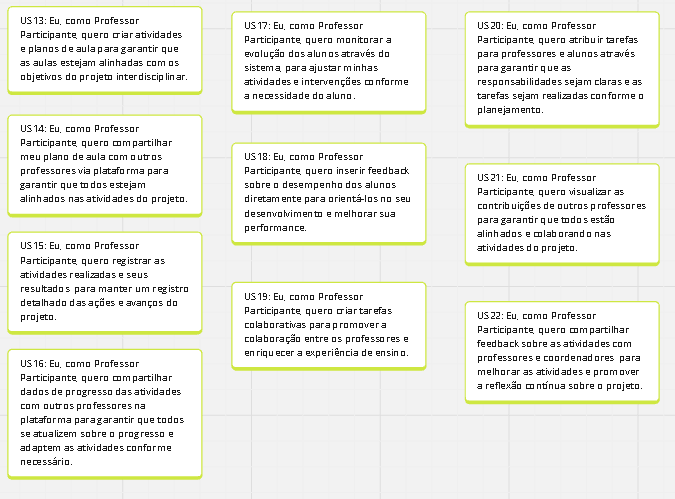 US13: Eu, como Professor
Participante, quero criar atividades
e planos de aula para garantir que
as aulas estejam alinhadas com os
objetivos do projeto interdisciplinar.
US14: Eu, como Professor
Participante, quero compartilhar
meu plano de aula com outros
professores via plataforma para
garantir que todos estejam
alinhados nas atividades do projeto.
US15: Eu, como Professor
Participante, quero registrar as
atividades realizadas e seus
resultados para manter um registro
detalhado das ações e avanços do
projeto.
US16: Eu, como Professor
Participante, quero compartilhar
dados de progresso das atividades
com outros professores na
plataforma para garantir que todos
se atualizem sobre o progresso e
adaptem as atividades conforme
necessário.
US17: Eu, como Professor
Participante, quero monitorar a
evolução dos alunos através do
sistema, para ajustar minhas
atividades e intervenções conforme
a necessidade do aluno.
US18: Eu, como Professor
Participante, quero inserir feedback
sobre o desempenho dos alunos
diretamente para orientá-los no seu
desenvolvimento e melhorar sua
performance.
US19: Eu, como Professor
Participante, quero criar tarefas
colaborativas para promover a
colaboração entre os professores e
enriquecer a experiência de ensino.
US20: Eu, como Professor
Participante, quero atribuir tarefas
para professores e alunos através
para garantir que as
responsabilidades sejam claras e as
tarefas sejam realizadas conforme o
planejamento.
US21: Eu, como Professor
Participante, quero visualizar as
contribuições de outros professores
para garantir que todos estão
alinhados e colaborando nas
atividades do projeto.
US22: Eu, como Professor
Participante, quero compartilhar
feedback sobre as atividades com
professores e coordenadores para
melhorar as atividades e promover
a reflexão contínua sobre o projeto.